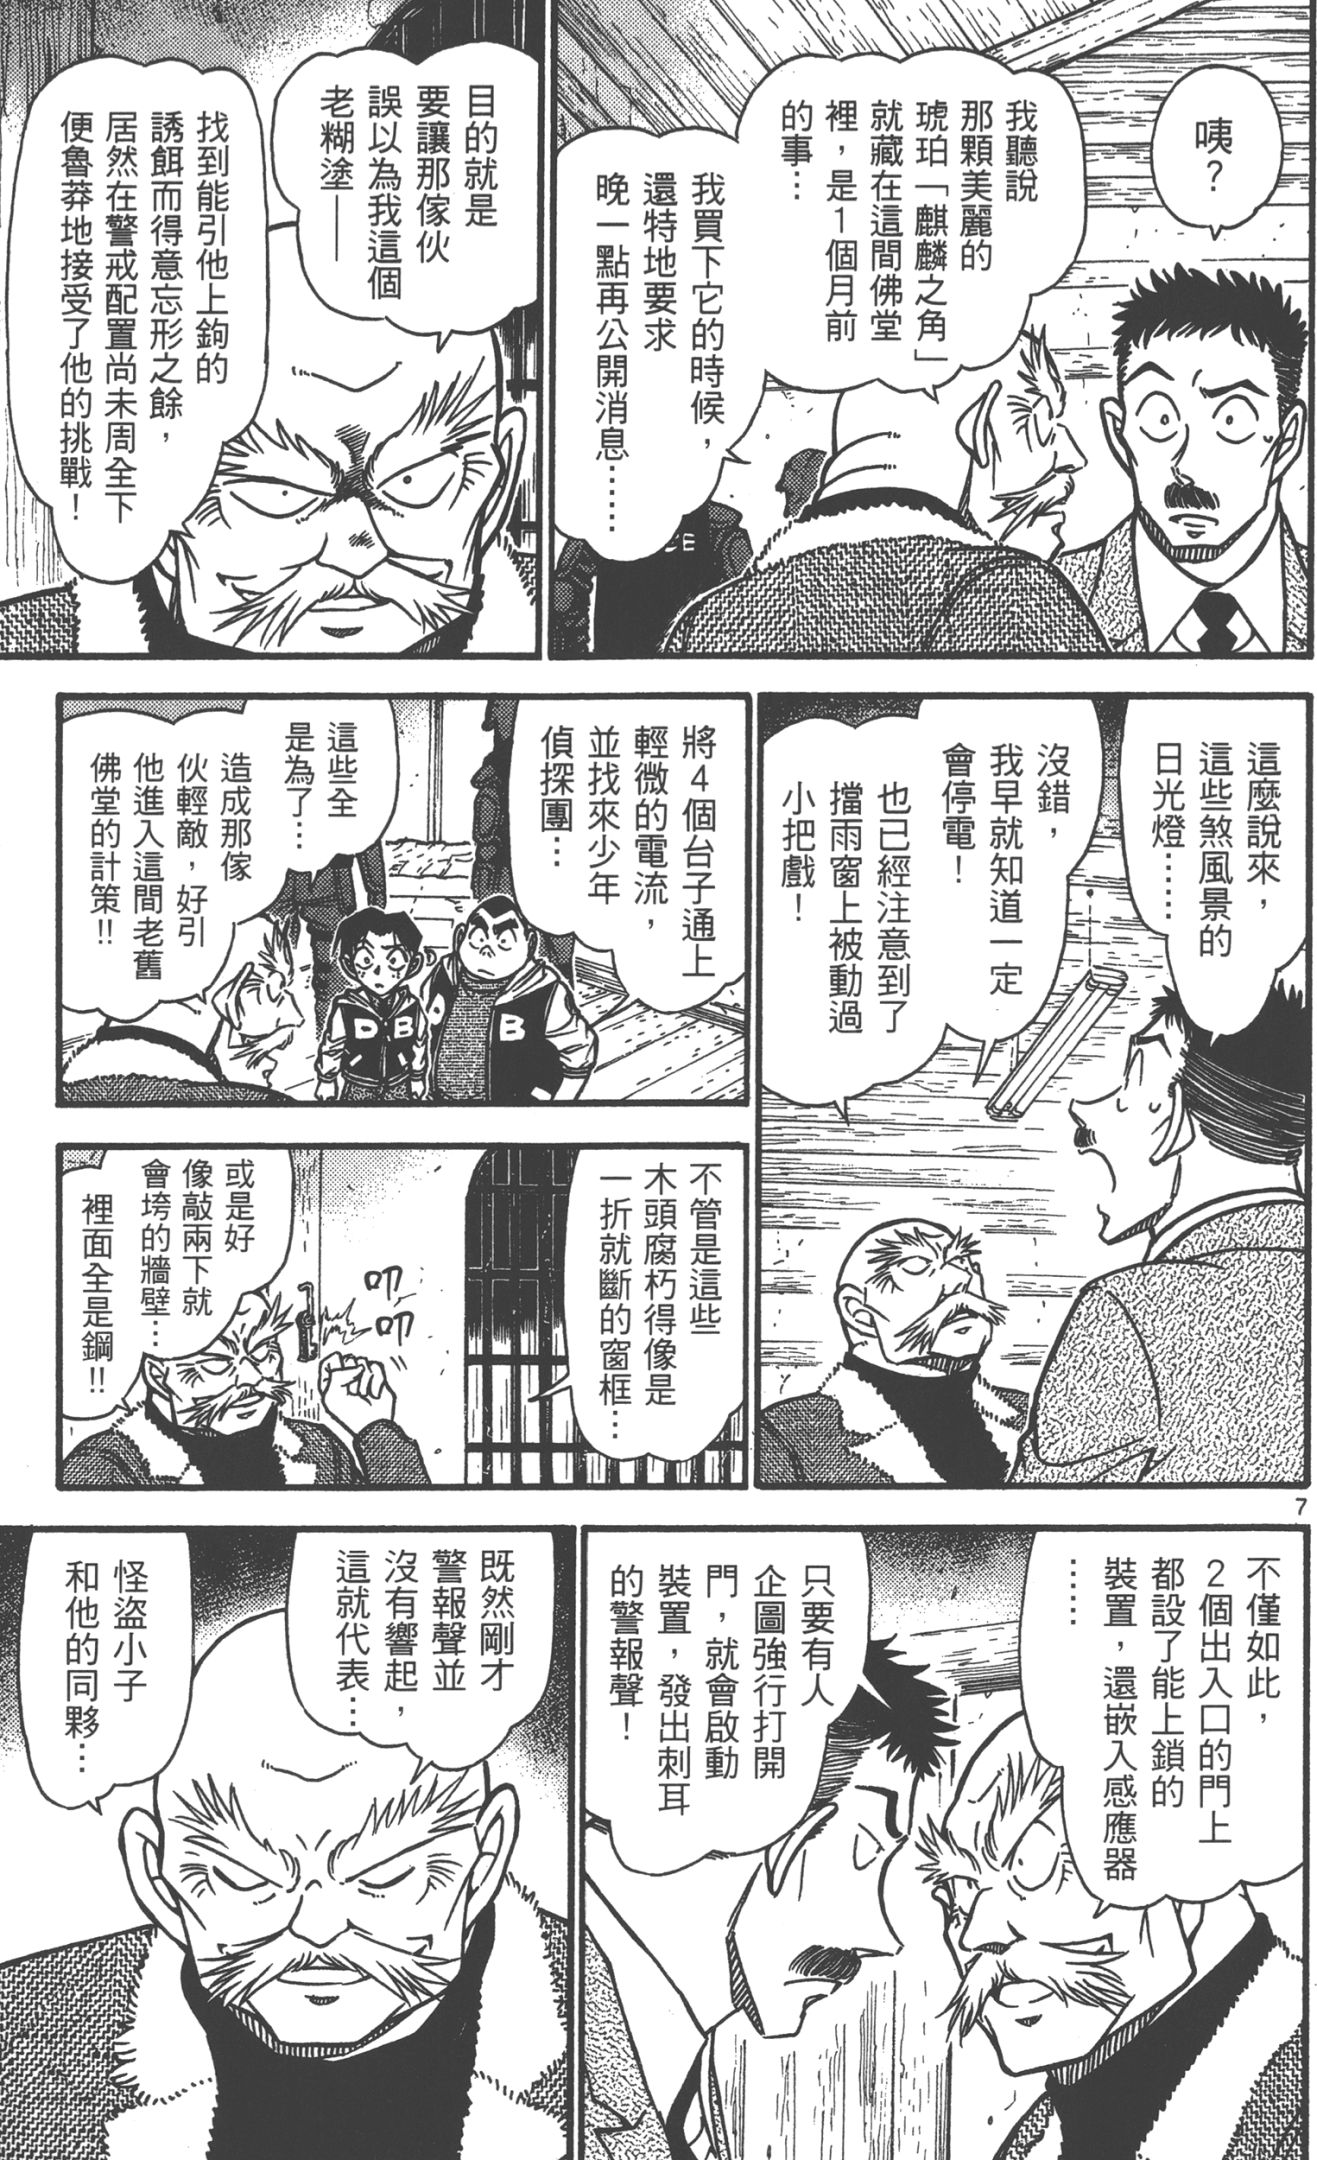 咦？
我聽說
那顆美麗的
琥珀「麒麟之角」
就藏在這間佛堂
裡，是1個月前
的事…
我買下它的時候，
還特地要求
晚一點再公開消息……
目的就是
要讓那傢伙
誤以為我這個
老糊塗——
找到能引他上鉤的
誘餌而得意忘形之餘，
居然在警戒配置尚未周全下
便魯莽地接受了他的挑戰！
這麼說來，
這些煞風景的
日光燈……
沒錯，
我早就知道一定
會停電！
也已經注意到了
擋雨窗上被動過
小把戲！
將4個台子通上
輕微的電流，
並找來少年
偵探團…
這些全
是為了…
造成那傢
伙輕敵，好引
他進入這間老舊
佛堂的計策!!
DB
B
不管是這些
木頭腐朽得像是
一折就斷的窗框…
叩
叩
或是好
像敲兩下就
會垮的牆壁…
裡面全是鋼!!
7
不僅如此，
2個出入口的門上
都設了能上鎖的
裝置，還嵌入感應器
……
只要有人
企圖強行打開
門，就會啟動
裝置，發出刺耳
的警報聲！
既然剛才
警報聲並
沒有響起，
這就代表…
怪盜小子
和他的同夥…